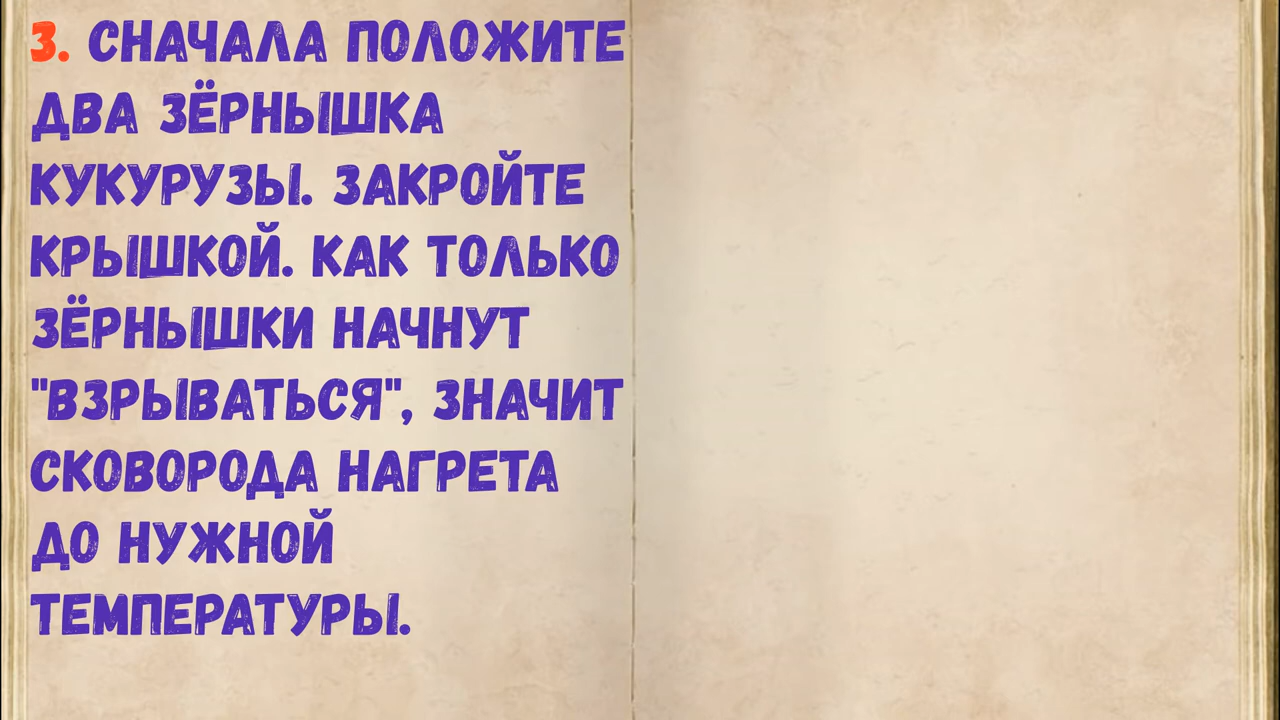 3. СНАЧАЛА ПОЛОЖИТЕ
ДВА ЗЁРНЫШКА
КУКУРУЗЫ. ЗАКРОЙТЕ
КРЫШКОЙ. КАК ТОЛЬКО
ЗЁРНЫШКИ НАЧНУТ
"ВЗРЫВАТЬСЯ", ЗНАЧИТ
СКОВОРОДА НАГРЕТА
ДО НУЖНОЙ
ТЕМПЕРАТУРЫ.